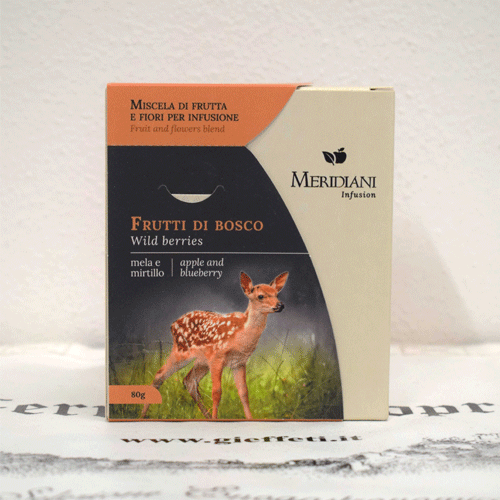 MISCELA DI FRUTTA
E FIORI PER INFUSIONE
Fruit and flowers blend
MERIDIANI
Infusion
FRUTTI DI BOSCO
Wild berries
mela e
mirtillo
apple and
blueberry
80g
www.gieffeti.it